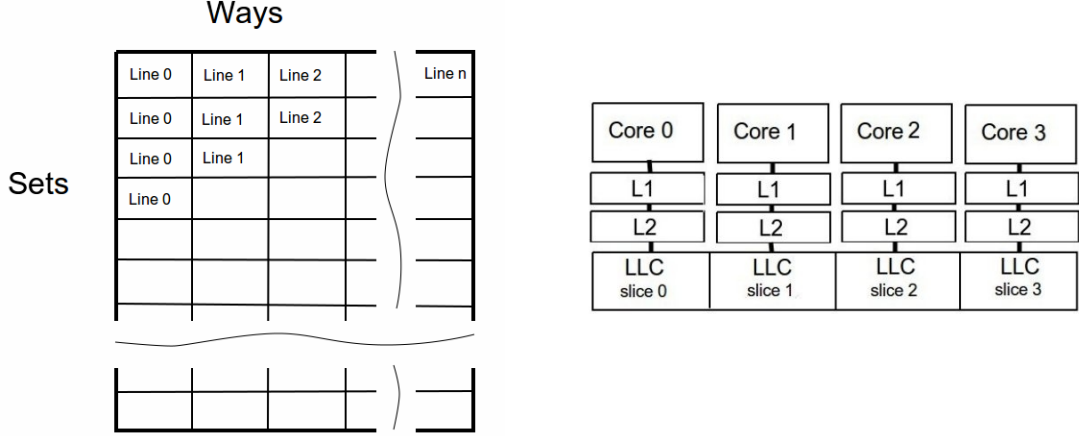 Ways
Sets
Line 0 Line 1 Line 2 Line n
Line 0 Line 1 Line 2
Line 0 Line 1
Line 0
Core 0 Core 1 Core 2 Core 3
L1 L1 L1 L1
L2 L2 L2 L2
LLC LLC LLC LLC
slice 0 slice 1 slice 2 slice 3